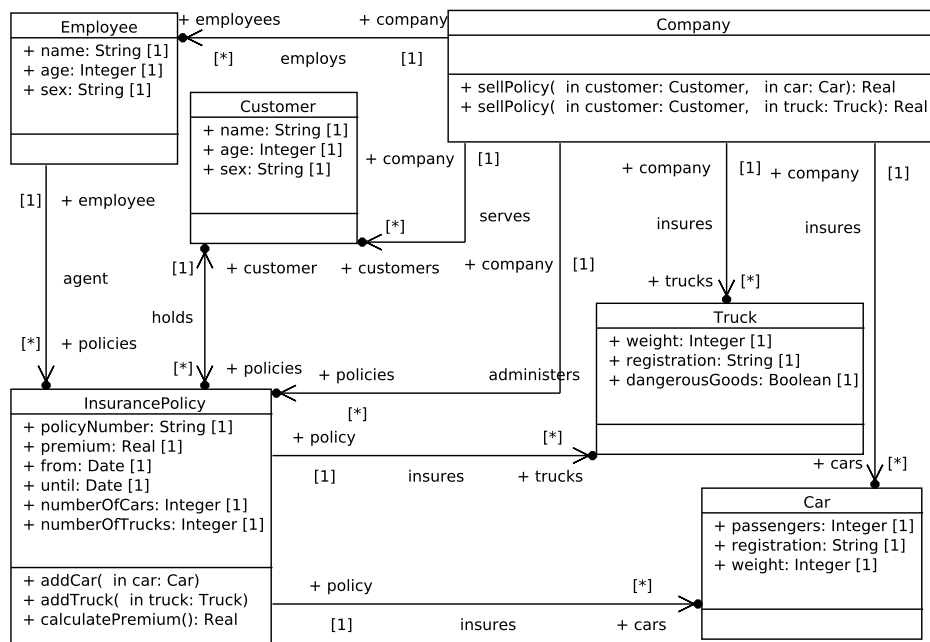 Employee
+ name: String [1]
+ age: Integer [1]
+ sex: String [1]
+ employees
+ company
[*]
employs
[1]
Company
+ sellPolicy(  in customer: Customer,   in car: Car): Real
+ sellPolicy(  in customer: Customer,   in truck: Truck): Real
Customer
+ name: String [1]
+ age: Integer [1]
+ sex: String [1]
+ company
[1]
serves
[*]
+ customers
[1]
+ employee
agent
[*]
+ policies
[1]
+ customer
holds
[*]
+ policies
+ company
[1]
administers
+ policies
[*]
+ company
[1]
insures
+ trucks
[*]
+ company
[1]
insures
+ cars
[*]
Truck
+ weight: Integer [1]
+ registration: String [1]
+ dangerousGoods: Boolean [1]
InsurancePolicy
+ policyNumber: String [1]
+ premium: Real [1]
+ from: Date [1]
+ until: Date [1]
+ numberOfCars: Integer [1]
+ numberOfTrucks: Integer [1]
+ addCar(  in car: Car)
+ addTruck(  in truck: Truck)
+ calculatePremium(): Real
+ policy
[*]
[1]
insures
+ trucks
Car
+ passengers: Integer [1]
+ registration: String [1]
+ weight: Integer [1]
+ policy
[*]
[1]
insures
+ cars